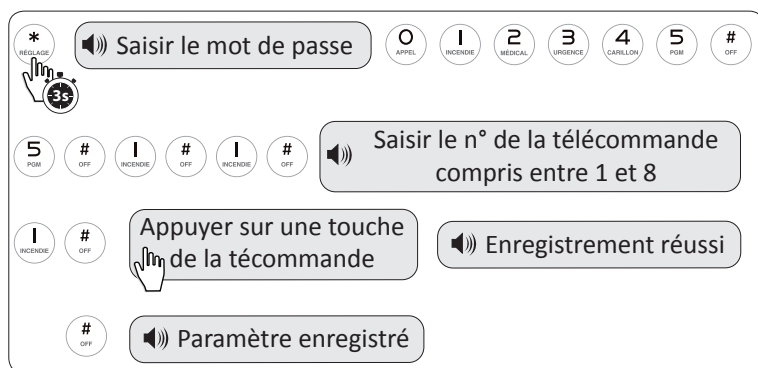 * RÉGLAGE 3s Saisir le mot de passe 0 APPEL 1 INCENDIE 2 MÉDICAL 3 URGENCE 4 CARILLON 5 PGM # OFF
5 PGM # OFF 1 INCENDIE # OFF 1 INCENDIE # OFF Saisir le n° de la télécommande
compris entre 1 et 8
1 INCENDIE # OFF Appuyer sur une touche
de la técommande
Enregistrement réussi
# OFF Paramètre enregistré